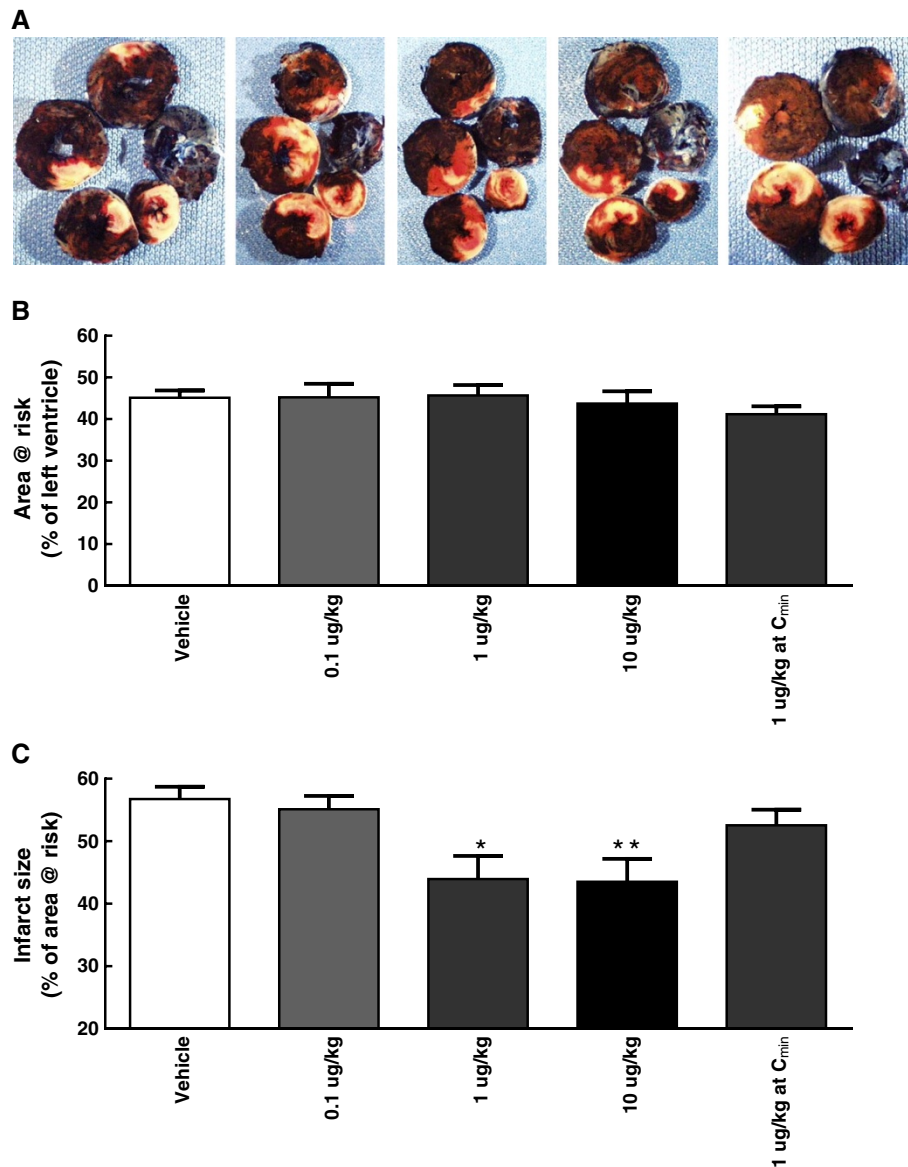 A
B
Area @ risk
(% of left ventricle)
60
50
40
30
20
10
0
Vehicle
0.1 ug/kg
1 ug/kg
10 ug/kg
1 ug/kg at Cmin
C
Infarct size
(% of area @ risk)
60
50
40
30
20
*
**
Vehicle
0.1 ug/kg
1 ug/kg
10 ug/kg
1 ug/kg at Cmin